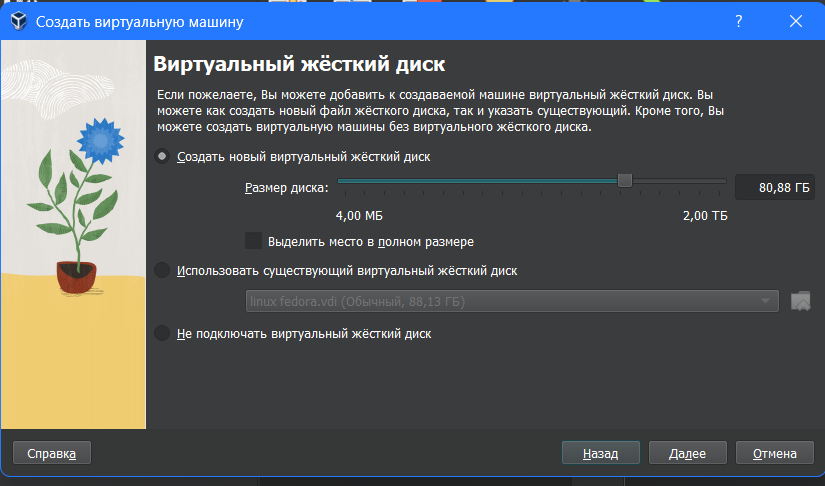 Создать виртуальную машину
?
Виртуальный жёсткий диск
Если пожелаете, Вы можете добавить к создаваемой машине виртуальный жёсткий диск. Вы
можете как создать новый файл жёсткого диска, так и указать существующий. Кроме того, Вы
можете создать виртуальную машины без виртуального жёсткого диска.
Создать новый виртуальный жёсткий диск
Размер диска:
80,88 ГБ
4,00 МБ
2,00 ТБ
Выделить место в полном размере
Использовать существующий виртуальный жёсткий диск
linux fedora.vdi (Обычный, 88,13 ГБ)
Не подключать виртуальный жёсткий диск
Справка
Назад
Далее
Отмена